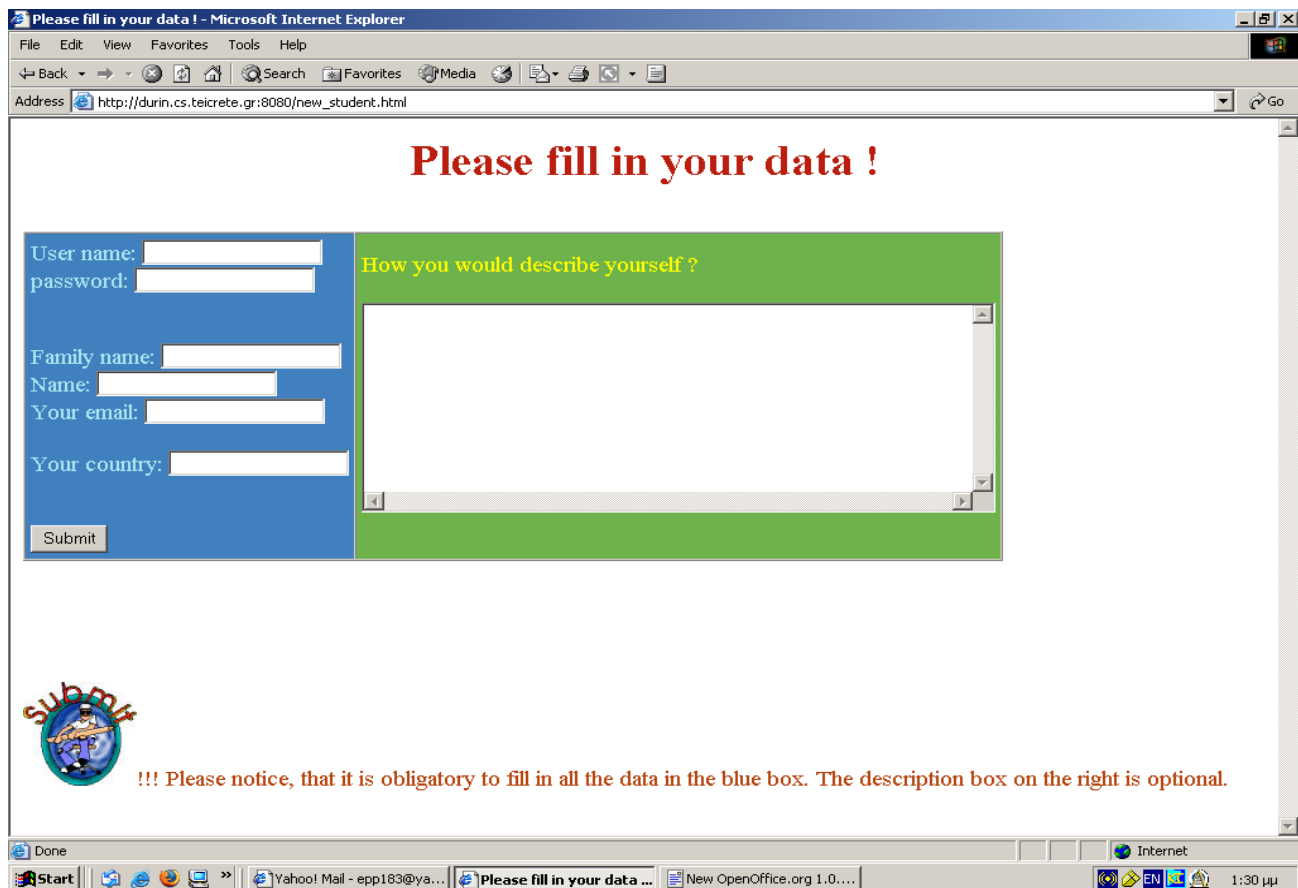 Please fill in your data ! - Microsoft Internet Explorer
File Edit View Favorites Tools Help
Back Search Favorites Media
Address http://durin.cs.teicrete.gr:8080/new_student.html Go
Please fill in your data !
User name:
password:
Family name:
Name:
Your email:
Your country:
Submit
How you would describe yourself ?
submit
!!! Please notice, that it is obligatory to fill in all the data in the blue box. The description box on the right is optional.
Done Internet
Start » Yahoo! Mail - epp183@ya... Please fill in your data ... New OpenOffice.org 1.0.... EN 1:30 μμ